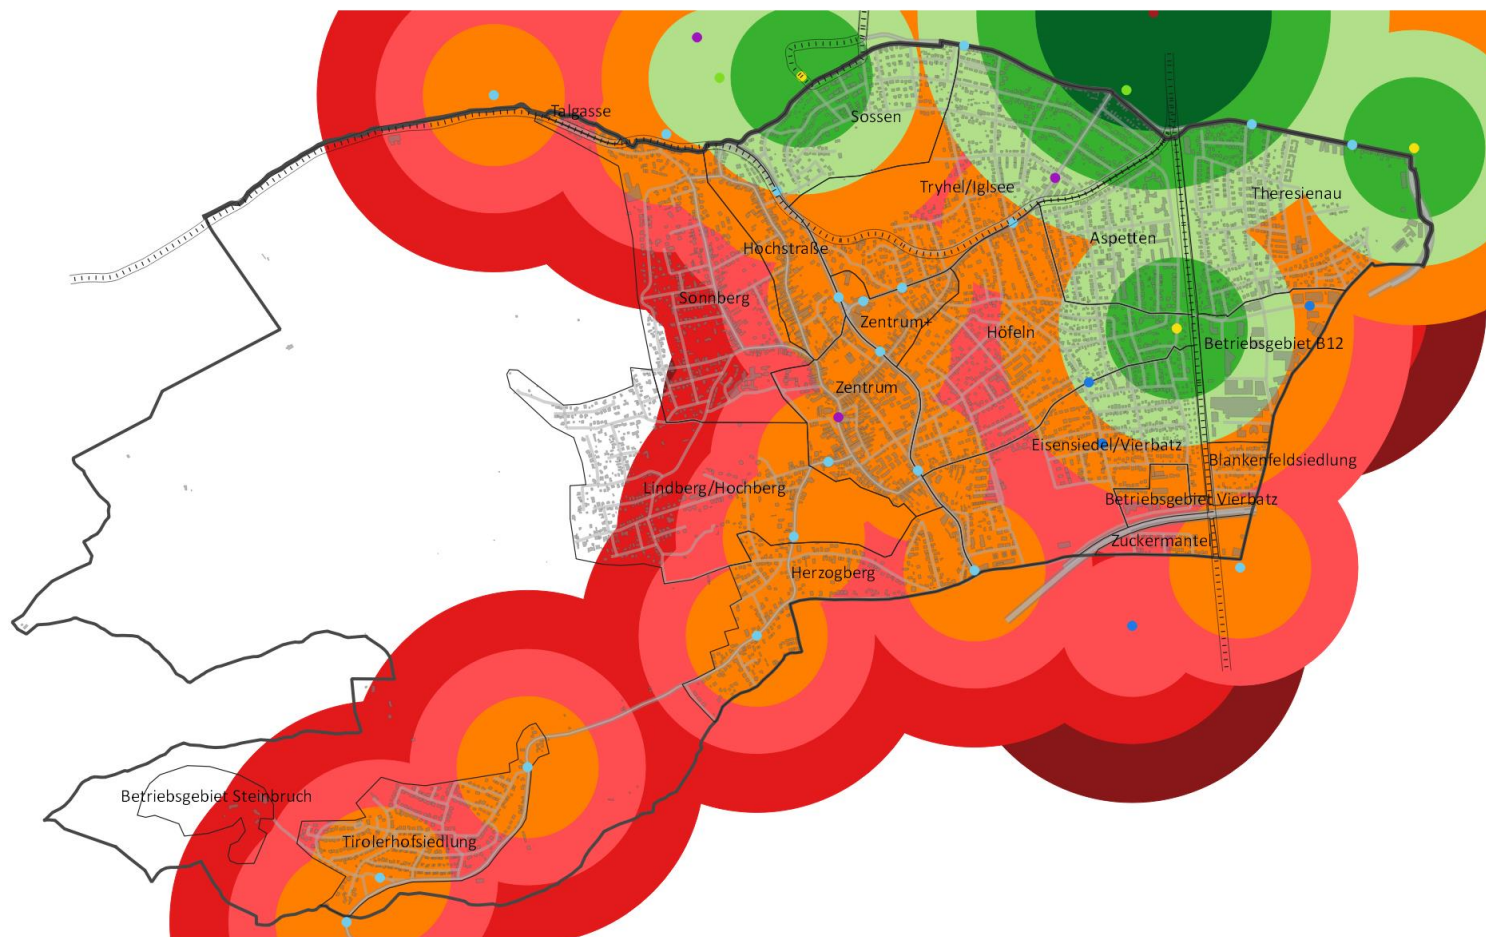 Talgasse
Sossen
Tryhel/Iglsee
Theresienau
Aspetten
Hochstraße
Sonnberg
Zentrum+
Höfeln
Betriebsgebiet B12
Zentrum
Eisensiedel/Vierbatz
Blankenfeldsiedlung
Lindberg/Hochberg
Betriebsgebiet Vierbatz
Zuckermantel
Herzogberg
Betriebsgebiet Steinbruch
Tirolerhofsiedlung